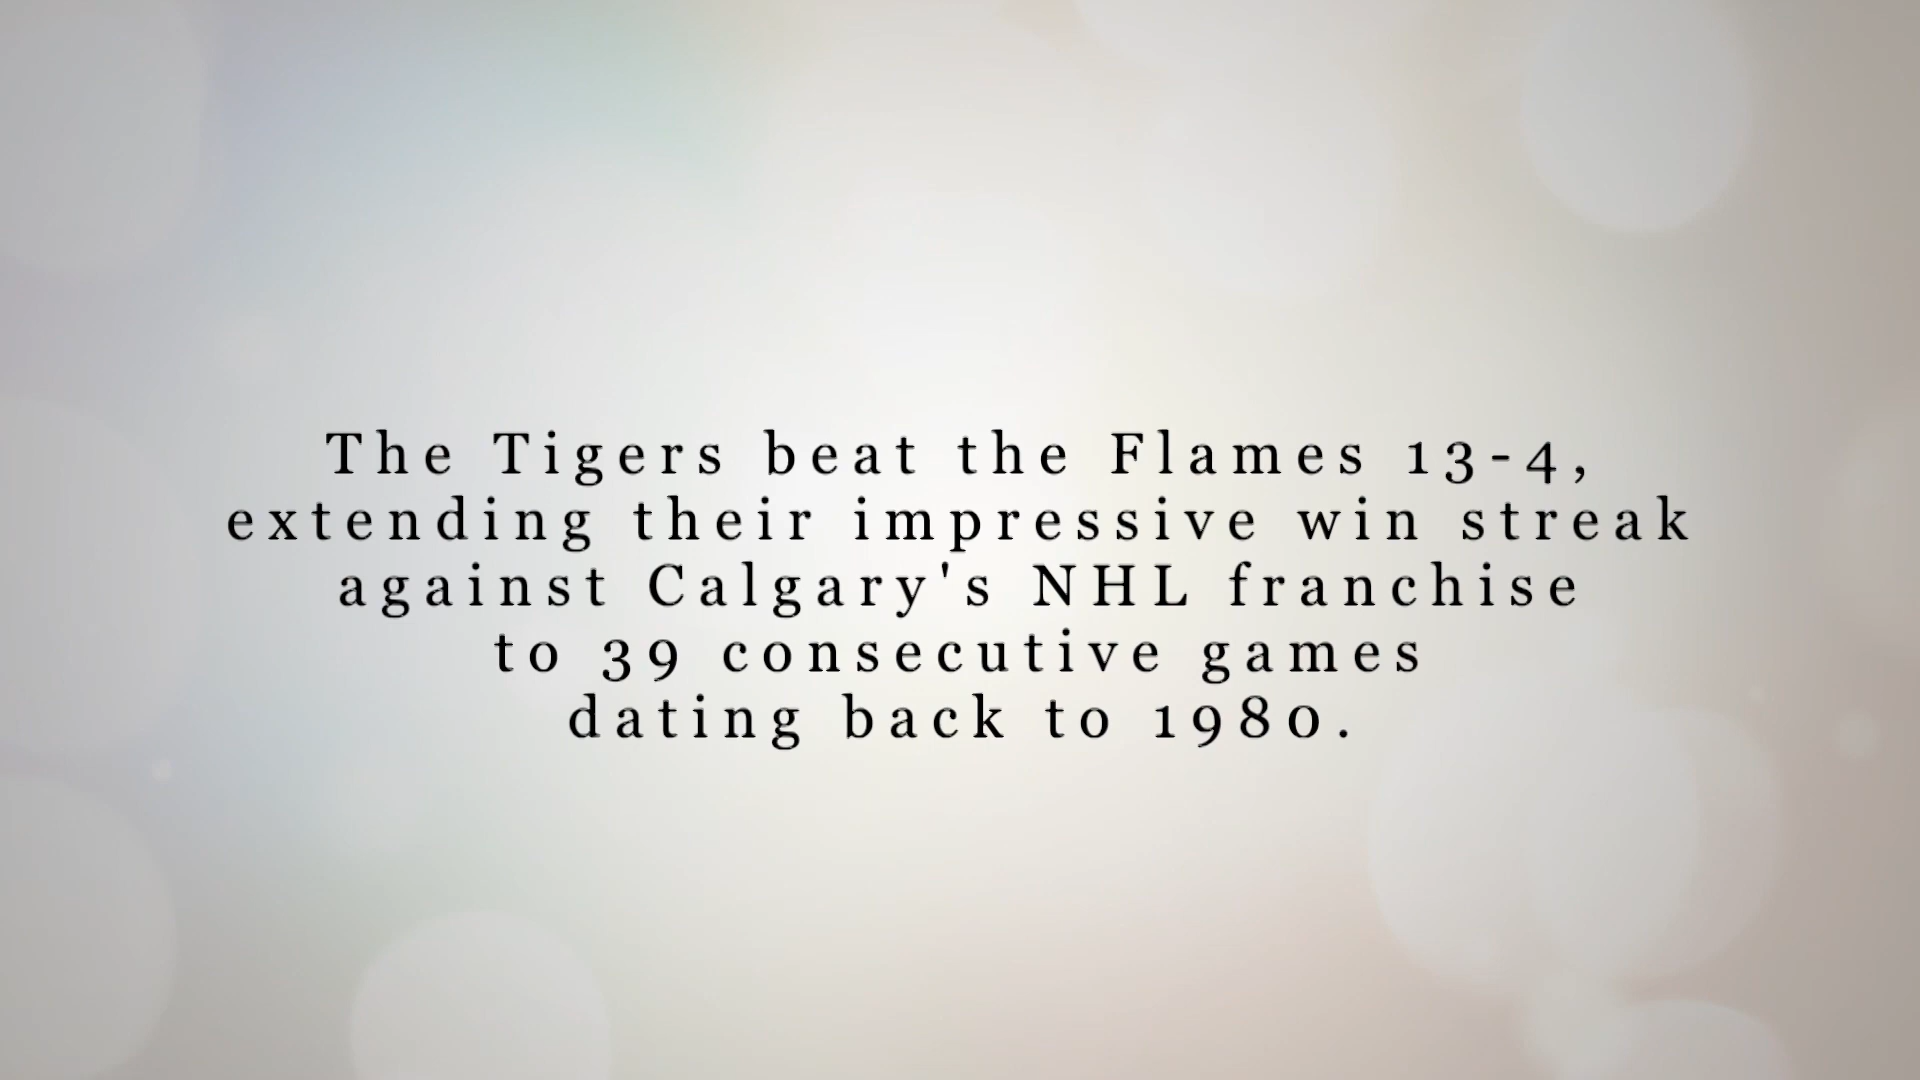 The Tigers beat the Flames 13-4,
extending their impressive win streak
against Calgary's NHL franchise
to 39 consecutive games
dating back to 1980.